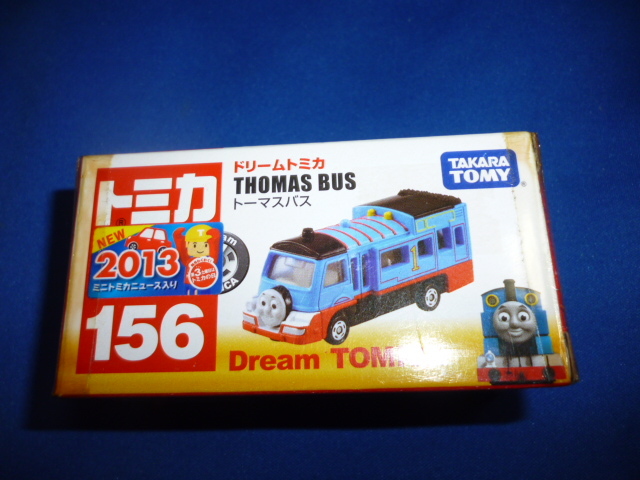 ドリームトミカ
THOMAS BUS
トーマスバス
TAKARA
TOMY
トミカ
NEW
2013
ミニトミカニュース入り
156
Dream TOM
1